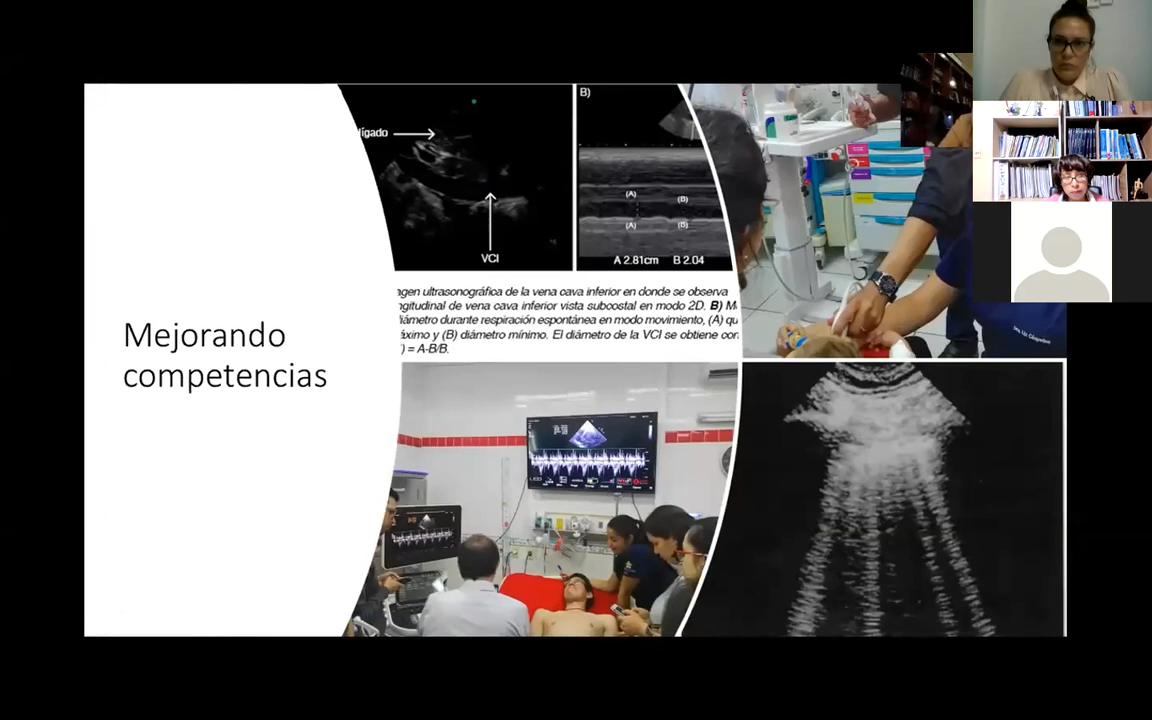 Mejorando
competencias
hígado
VCI
B)
(A)
(B)
(A)
(B)
A 2.81cm B 2.04
agen ultrasonográfica de la vena cava inferior en donde se observa
ngitudinal de vena cava inferior vista subcostal en modo 2D. B) M
diámetro durante respiración espontánea en modo movimiento, (A) qu
áximo y (B) diámetro mínimo. El diámetro de la VCI se obtiene con
) = A-B/B.